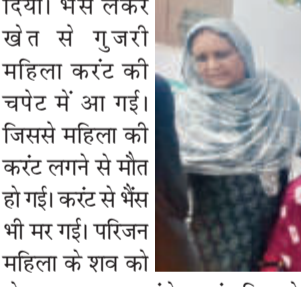 दिया। भैंस लेकर
खेत से गुजरी
महिला करंट की
चपेट में आ गई।
जिससे महिला की
करंट लगने से मौत
हो गई। करंट से भैंस
भी मर गई। परिजन
महिला के शव को